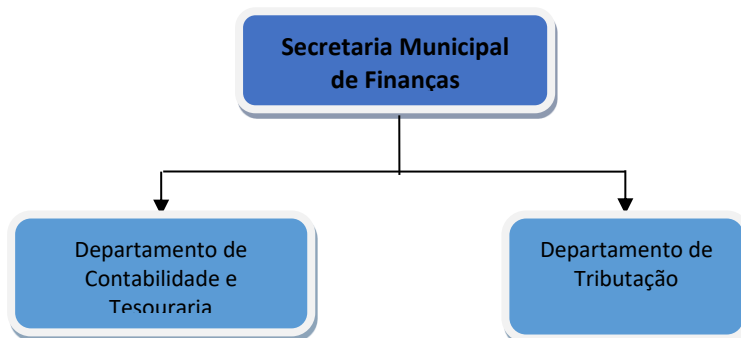 Secretaria Municipal
de Finanças
Departamento de
Contabilidade e
Tesouraria
Departamento de
Tributação